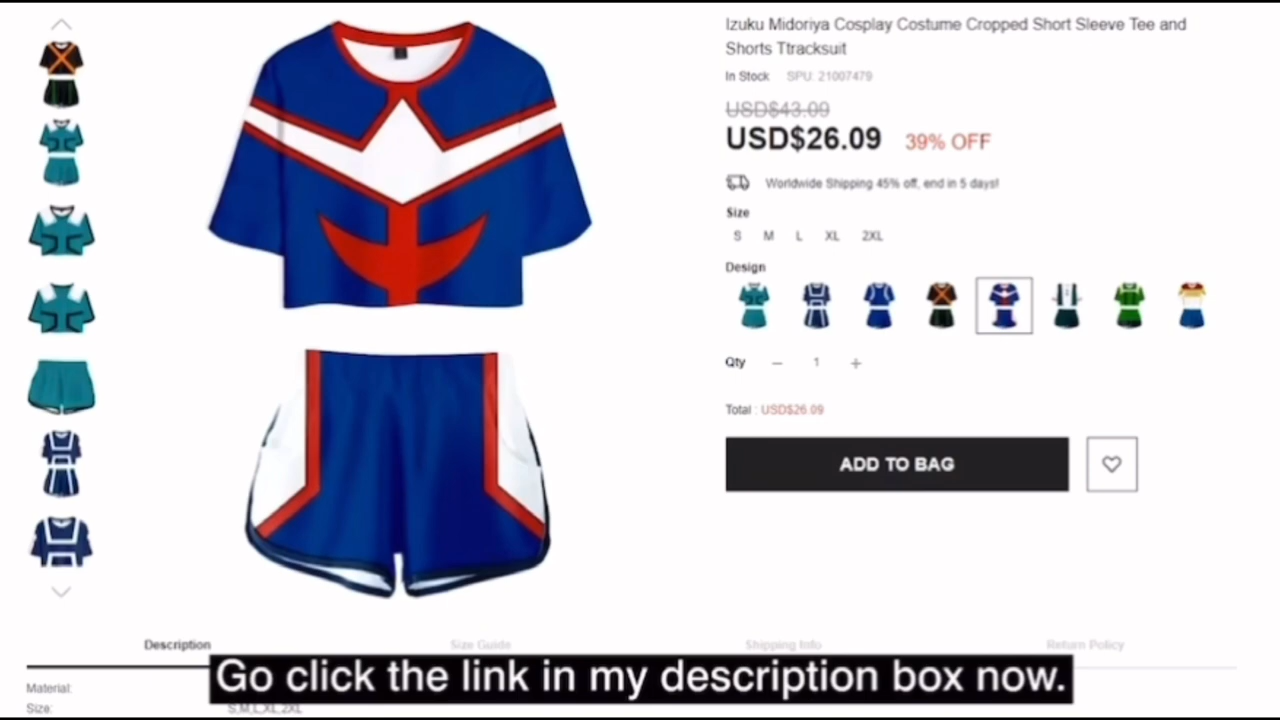 Izuku Midoriya Cosplay Costume Cropped Short Sleeve Tee and
Shorts Ttracksuit
In Stock SPU: 21007479
USD$43.09
USD$26.09 39% OFF
Worldwide Shipping 45% off, end in 5 days!
Size
S M L XL 2XL
Design
Qty − 1 +
Total : USD$26.09
ADD TO BAG
Description Size Guide Shipping Info Return Policy
Go click the link in my description box now.
Material:
Size: S,M,L,XL,2XL